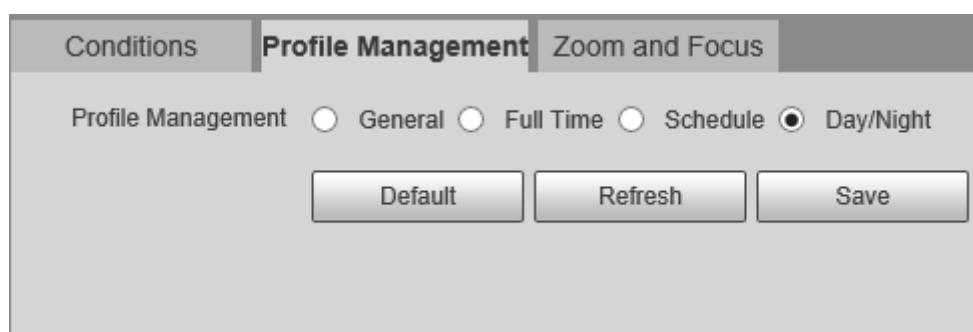 Conditions Profile Management Zoom and Focus
Profile Management General Full Time Schedule Day/Night
Default Refresh Save